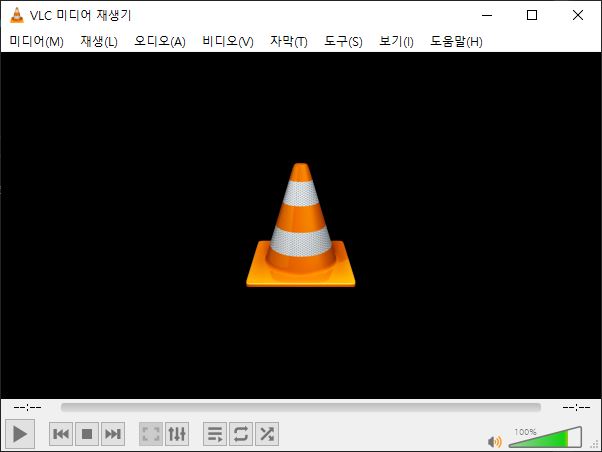 VLC 미디어 재생기
미디어(M) 재생(L) 오디오(A) 비디오(V) 자막(T) 도구(S) 보기(I) 도움말(H)
--:-- --:--
100%